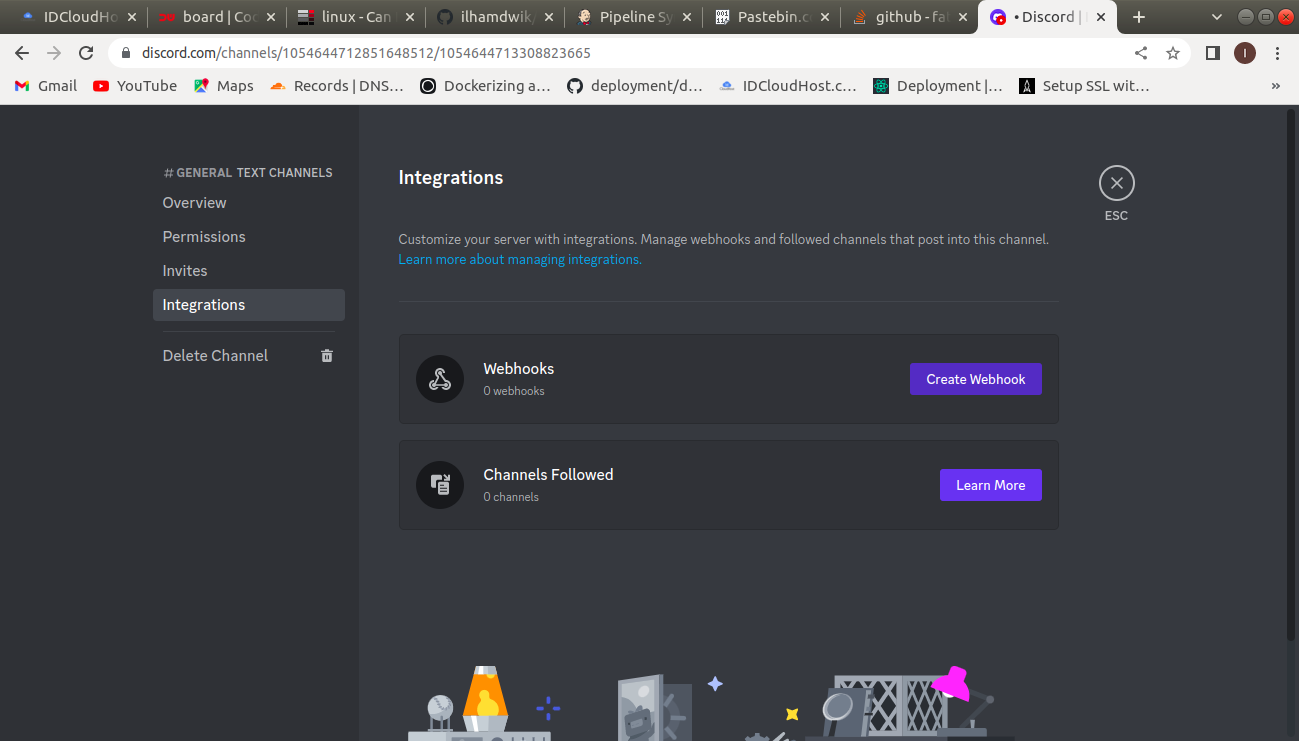 IDCloudHo
board | Coc
linux - Can
ilhamdwik/
Pipeline Sy
Pastebin.c
github - fa
• Discord |
discord.com/channels/1054644712851648512/1054644713308823665
I
Gmail
YouTube
Maps
Records | DNS...
Dockerizing a...
deployment/d...
IDCloudHost.c...
Deployment |...
Setup SSL wit...
»
# GENERAL TEXT CHANNELS
Overview
Permissions
Invites
Integrations
Delete Channel
Integrations
ESC
Customize your server with integrations. Manage webhooks and followed channels that post into this channel.
Learn more about managing integrations.
Webhooks
0 webhooks
Create Webhook
Channels Followed
0 channels
Learn More